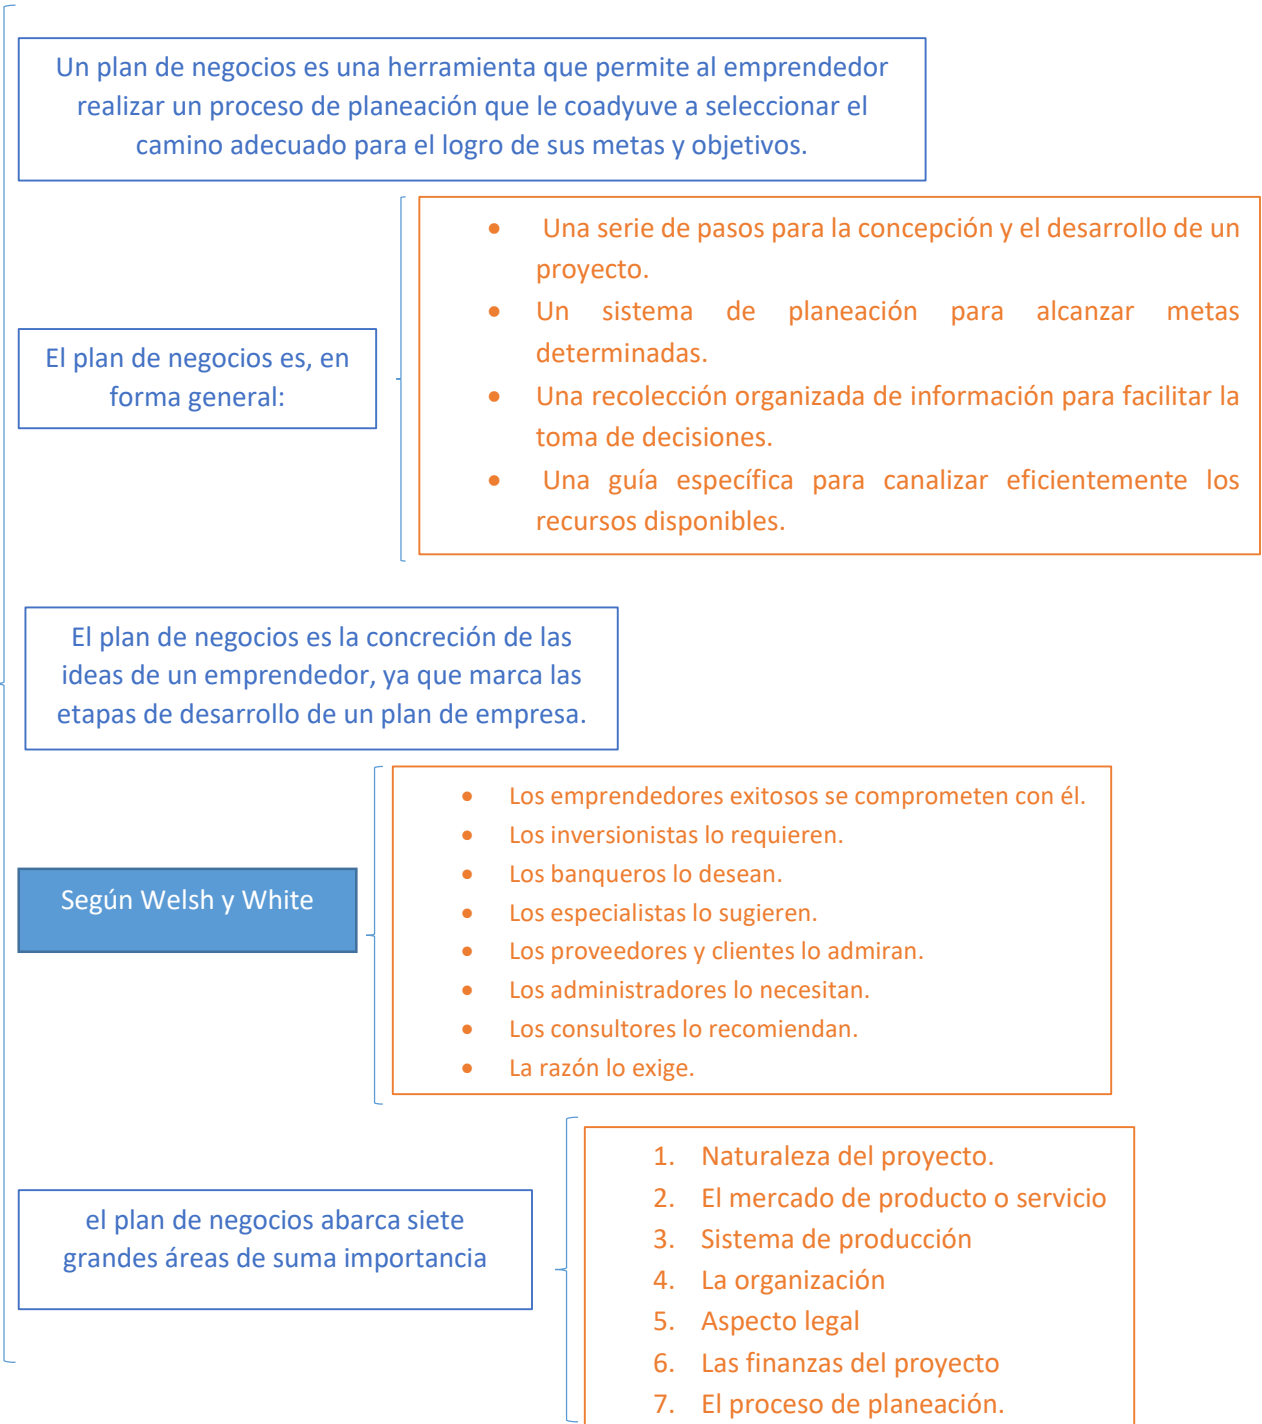 Un plan de negocios es una herramienta que permite al emprendedor
realizar un proceso de planeación que le coadyuve a seleccionar el
camino adecuado para el logro de sus metas y objetivos.
El plan de negocios es, en
forma general:
• Una serie de pasos para la concepción y el desarrollo de un
proyecto.
• Un sistema de planeación para alcanzar metas
determinadas.
• Una recolección organizada de información para facilitar la
toma de decisiones.
• Una guía específica para canalizar eficientemente los
recursos disponibles.
El plan de negocios es la concreción de las
ideas de un emprendedor, ya que marca las
etapas de desarrollo de un plan de empresa.
Según Welsh y White
• Los emprendedores exitosos se comprometen con él.
• Los inversionistas lo requieren.
• Los banqueros lo desean.
• Los especialistas lo sugieren.
• Los proveedores y clientes lo admiran.
• Los administradores lo necesitan.
• Los consultores lo recomiendan.
• La razón lo exige.
el plan de negocios abarca siete
grandes áreas de suma importancia
1. Naturaleza del proyecto.
2. El mercado de producto o servicio
3. Sistema de producción
4. La organización
5. Aspecto legal
6. Las finanzas del proyecto
7. El proceso de planeación.